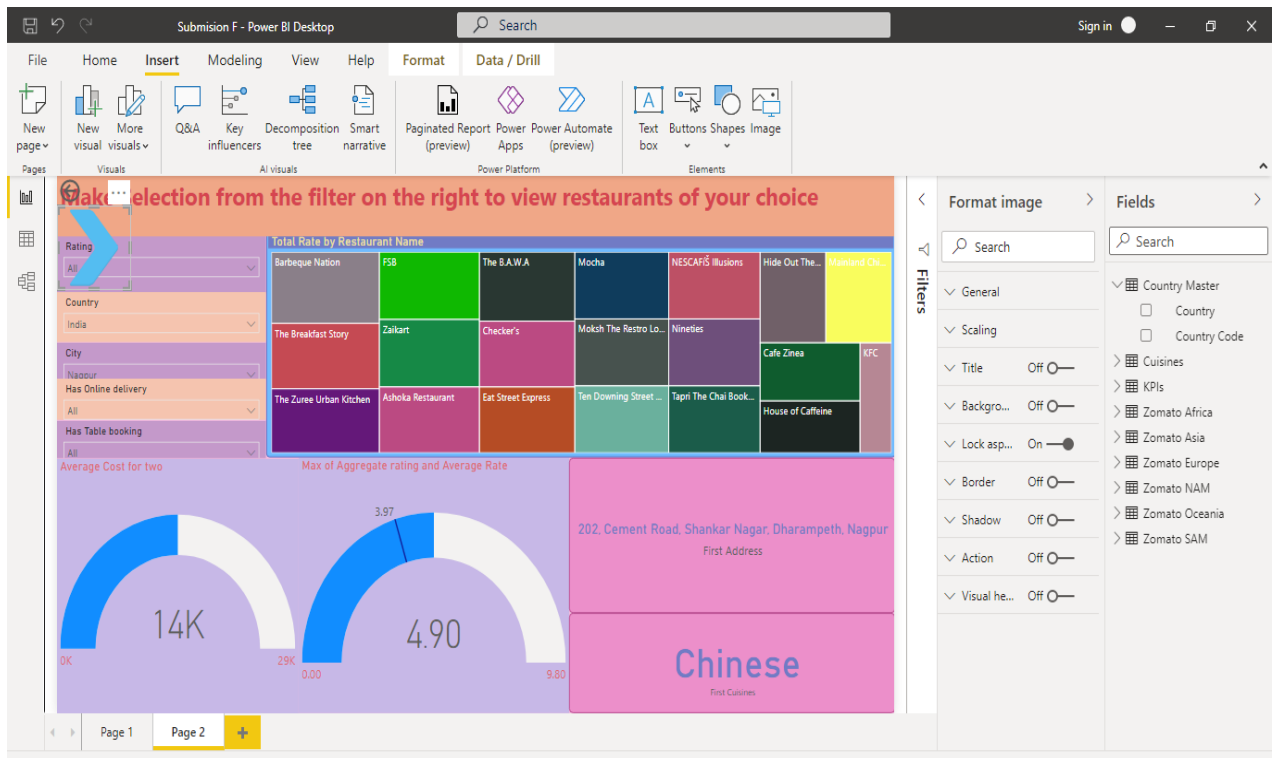 Submision F - Power BI Desktop
Search
Sign in
File Home Insert Modeling View Help Format Data / Drill
New page
New visual
More visuals
Q&A
Key influencers
Decomposition tree
Smart narrative
Paginated Report (preview)
Power Apps
Power Automate (preview)
Text box
Buttons
Shapes
Image
Pages
Visuals
AI visuals
Power Platform
Elements
election from the filter on the right to view restaurants of your choice
Rating
All
Country
India
City
Nagpur
Has Online delivery
All
Has Table booking
All
Total Rate by Restaurant Name
Barbeque Nation
FSB
The B.A.W.A
Mocha
NESCAFÍŠ Illusions
Hide Out The...
The Breakfast Story
Zaikart
Checker's
Moksh The Restro Lo...
Nineties
Cafe Zinea
KFC
The Zuree Urban Kitchen
Ashoka Restaurant
Eat Street Express
Ten Downing Street ...
Tapri The Chai Book...
House of Caffeine
Average Cost for two
14K
0K
29K
Max of Aggregate rating and Average Rate
3.97
4.90
0.00
9.80
202, Cement Road, Shankar Nagar, Dharampeth, Nagpur
First Address
Chinese
First Cuisines
Filters
Format image
Search
General
Scaling
Title Off
Backgro... Off
Lock asp... On
Border Off
Shadow Off
Action Off
Visual he... Off
Fields
Search
Country Master
Country
Country Code
Cuisines
KPIs
Zomato Africa
Zomato Asia
Zomato Europe
Zomato NAM
Zomato Oceania
Zomato SAM
Page 1
Page 2